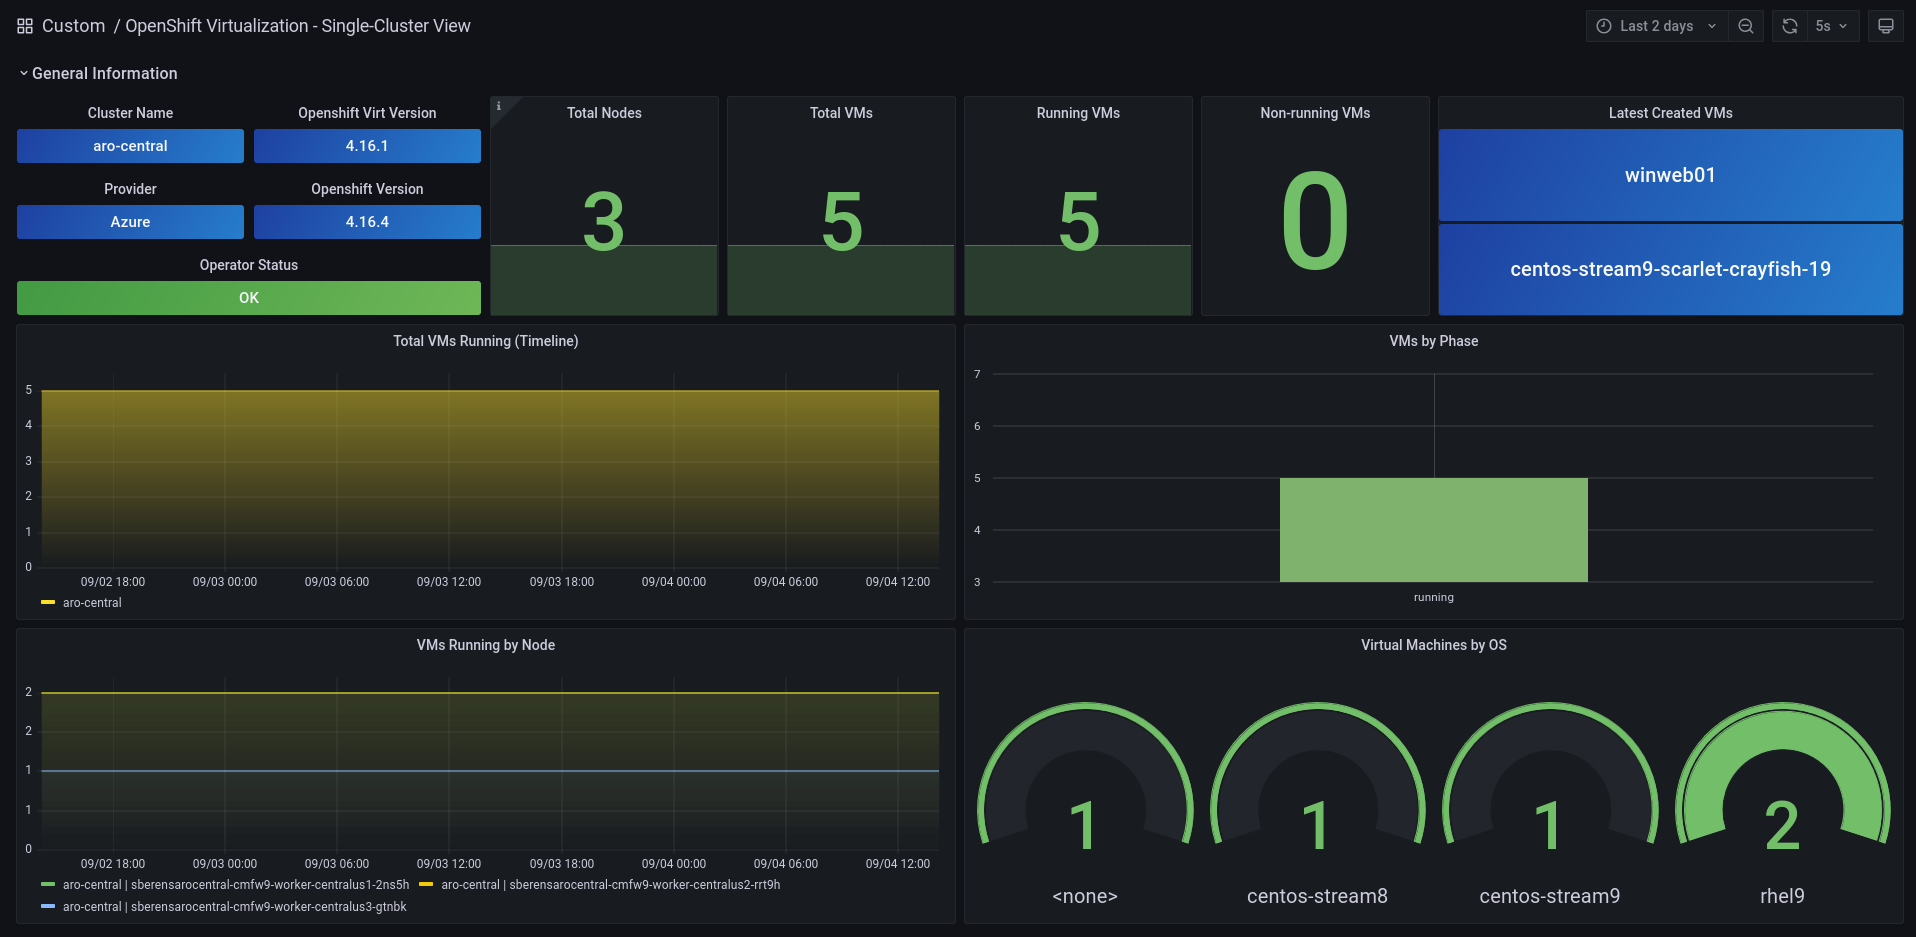 Custom / OpenShift Virtualization - Single-Cluster View
Last 2 days
5s
General Information
Cluster Name
aro-central
Openshift Virt Version
4.16.1
Provider
Azure
Openshift Version
4.16.4
Operator Status
OK
i
Total Nodes
3
Total VMs
5
Running VMs
5
Non-running VMs
0
Latest Created VMs
winweb01
centos-stream9-scarlet-crayfish-19
Total VMs Running (Timeline)
5
4
3
2
1
0
09/02 18:00 09/03 00:00 09/03 06:00 09/03 12:00 09/03 18:00 09/04 00:00 09/04 06:00 09/04 12:00
aro-central
VMs by Phase
7
6
5
4
3
running
VMs Running by Node
2
2
1
1
0
09/02 18:00 09/03 00:00 09/03 06:00 09/03 12:00 09/03 18:00 09/04 00:00 09/04 06:00 09/04 12:00
aro-central | sberensarocentral-cmfw9-worker-centralus1-2ns5h aro-central | sberensarocentral-cmfw9-worker-centralus2-rrt9h
aro-central | sberensarocentral-cmfw9-worker-centralus3-gtnbk
Virtual Machines by OS
1 1 1 2
<none> centos-stream8 centos-stream9 rhel9